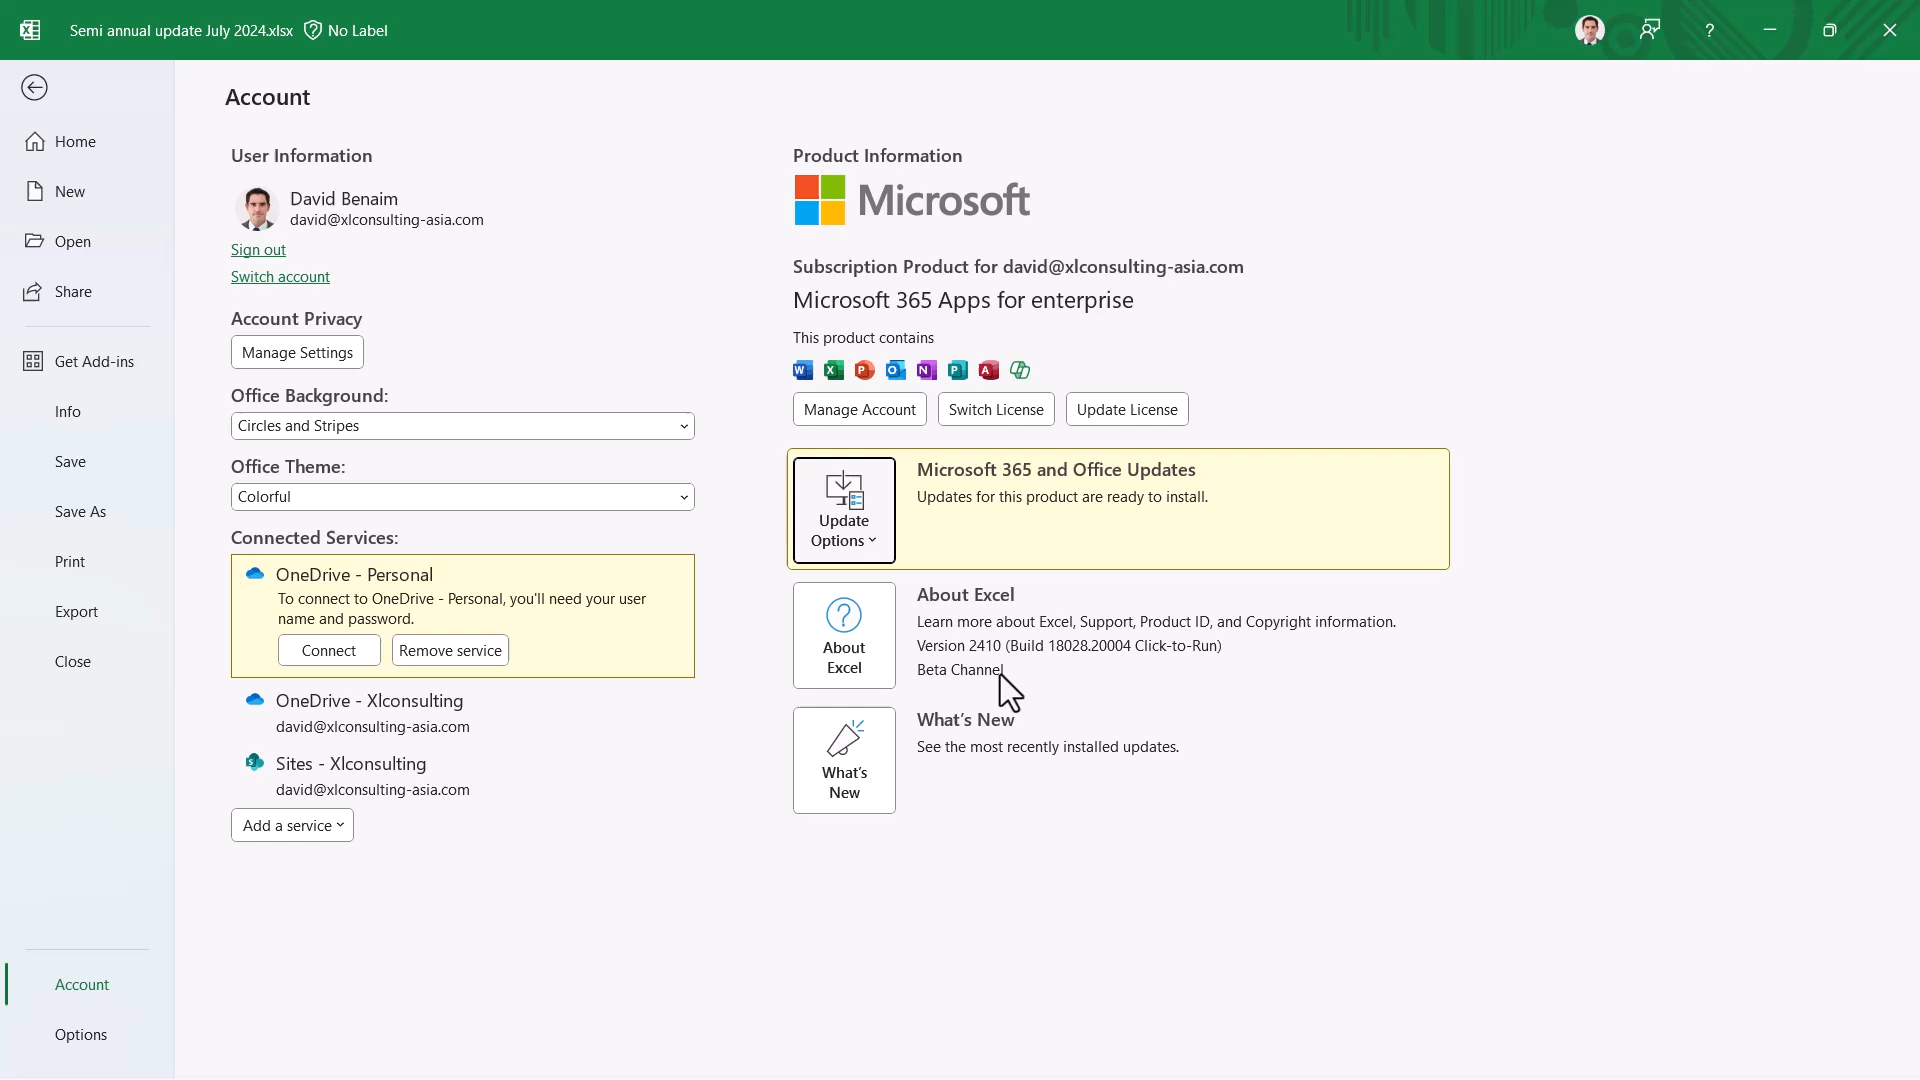 Semi annual update July 2024.xlsx No Label
?
Home
New
Open
Share
Get Add-ins
Info
Save
Save As
Print
Export
Close
Account
Options
Account
User Information
David Benaim
david@xlconsulting-asia.com
Sign out
Switch account
Account Privacy
Manage Settings
Office Background:
Circles and Stripes
Office Theme:
Colorful
Connected Services:
OneDrive - Personal
To connect to OneDrive - Personal, you'll need your user
name and password.
Connect Remove service
OneDrive - Xlconsulting
david@xlconsulting-asia.com
Sites - Xlconsulting
david@xlconsulting-asia.com
Add a service
Product Information
Microsoft
Subscription Product for david@xlconsulting-asia.com
Microsoft 365 Apps for enterprise
This product contains
W X P O N P A
Manage Account Switch License Update License
Update
Options
Microsoft 365 and Office Updates
Updates for this product are ready to install.
About
Excel
About Excel
Learn more about Excel, Support, Product ID, and Copyright information.
Version 2410 (Build 18028.20004 Click-to-Run)
Beta Channel
What's
New
What's New
See the most recently installed updates.